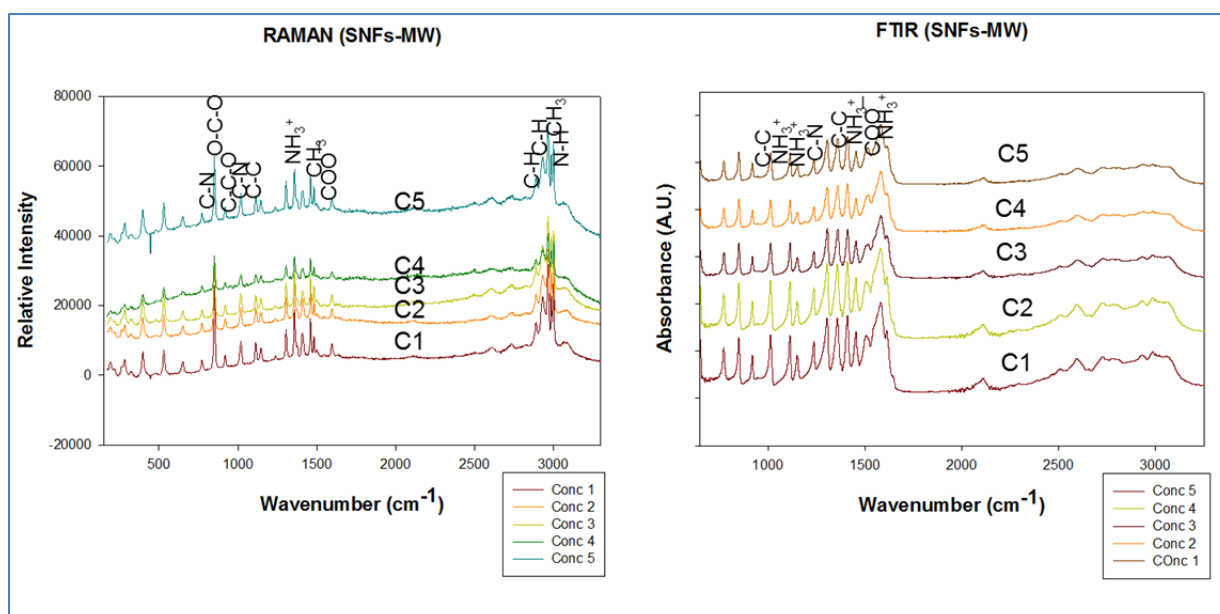 RAMAN (SNFs-MW)
80000
60000
40000
20000
0
-20000
Relative Intensity
C-N
O-C-O
C-C-O
C-C-N
C-C
NH3+
CH3
COO
C-H
C-H
CH3
N-H
C5
C4
C3
C2
C1
500
1000
1500
2000
2500
3000
Wavenumber (cm-1)
Conc 1
Conc 2
Conc 3
Conc 4
Conc 5
FTIR (SNFs-MW)
Absorbance (A.U.)
C-C
NH3+
NH3+
C-N
C-C
NH3+
COO−
NH3+
C5
C4
C3
C2
C1
1000
1500
2000
2500
3000
Wavenumber (cm-1)
Conc 5
Conc 4
Conc 3
Conc 2
COnc 1